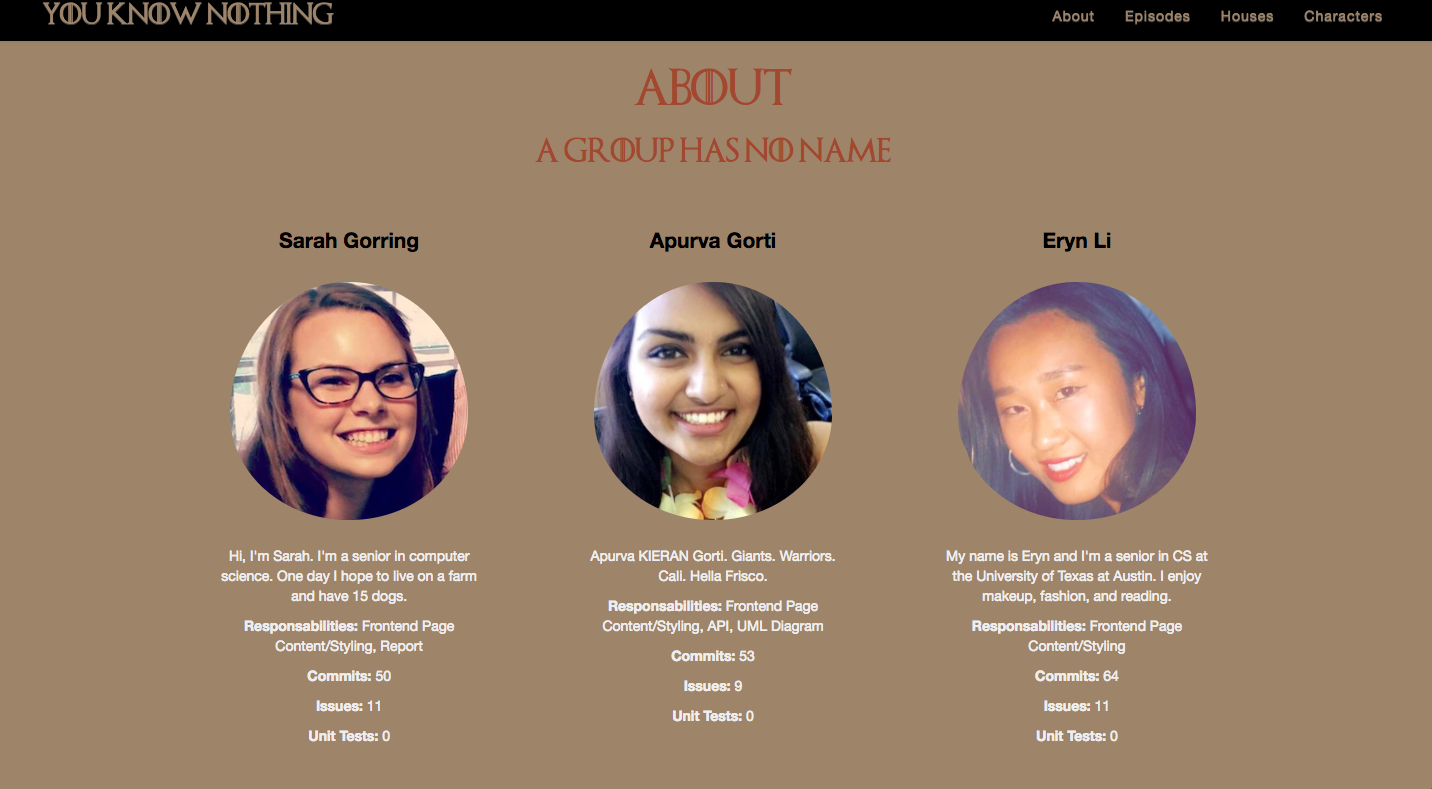 YOU KNOW NOTHING
About Episodes Houses Characters
ABOUT
A GROUP HAS NO NAME
Sarah Gorring
Hi, I'm Sarah. I'm a senior in computer
science. One day I hope to live on a farm
and have 15 dogs.
Responsabilities: Frontend Page
Content/Styling, Report
Commits: 50
Issues: 11
Unit Tests: 0
Apurva Gorti
Apurva KIERAN Gorti. Giants. Warriors.
Cali. Hella Frisco.
Responsabilities: Frontend Page
Content/Styling, API, UML Diagram
Commits: 53
Issues: 9
Unit Tests: 0
Eryn Li
My name is Eryn and I'm a senior in CS at
the University of Texas at Austin. I enjoy
makeup, fashion, and reading.
Responsabilities: Frontend Page
Content/Styling
Commits: 64
Issues: 11
Unit Tests: 0